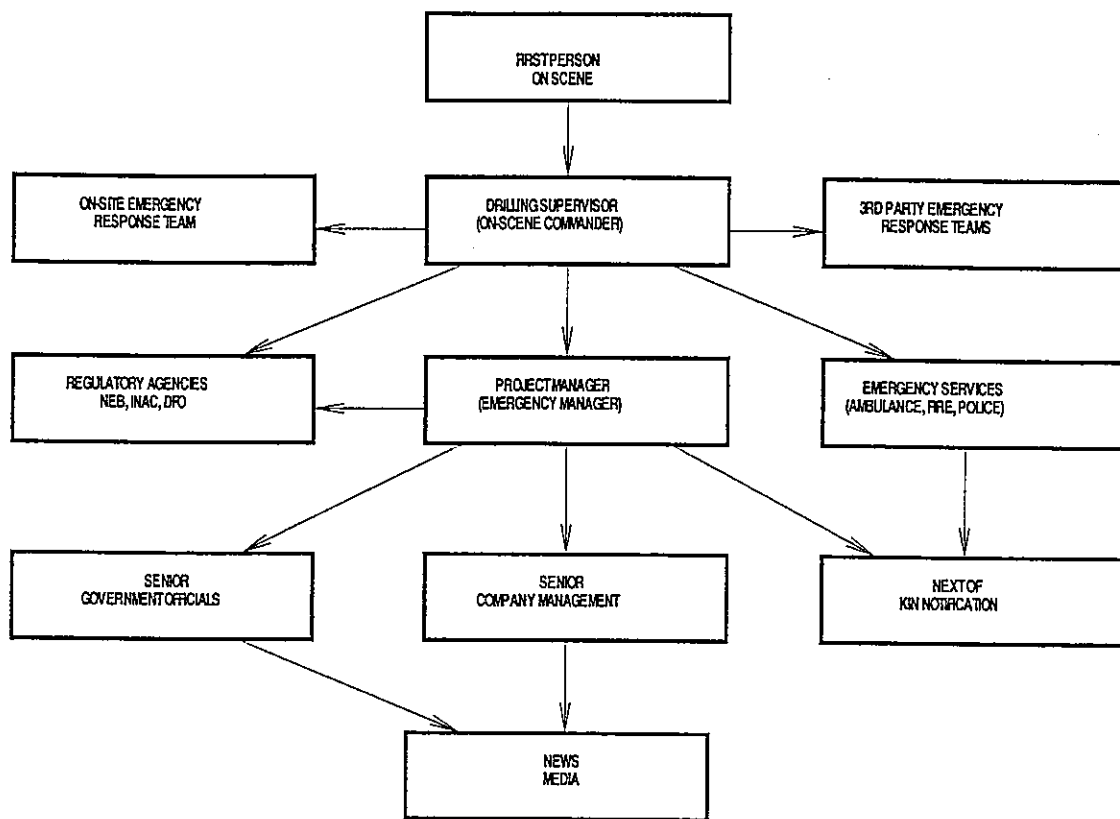 FIRST PERSON
ON SCENE
ON-SITE EMERGENCY
RESPONSE TEAM
DRILLING SUPERVISOR
(ON-SCENE COMMANDER)
3RD PARTY EMERGENCY
RESPONSE TEAMS
REGULATORY AGENCIES
NEB, INAC, DFO
PROJECT MANAGER
(EMERGENCY MANAGER)
EMERGENCY SERVICES
(AMBULANCE, FIRE, POLICE)
SENIOR
GOVERNMENT OFFICIALS
SENIOR
COMPANY MANAGEMENT
NEXT OF
KIN NOTIFICATION
NEWS
MEDIA